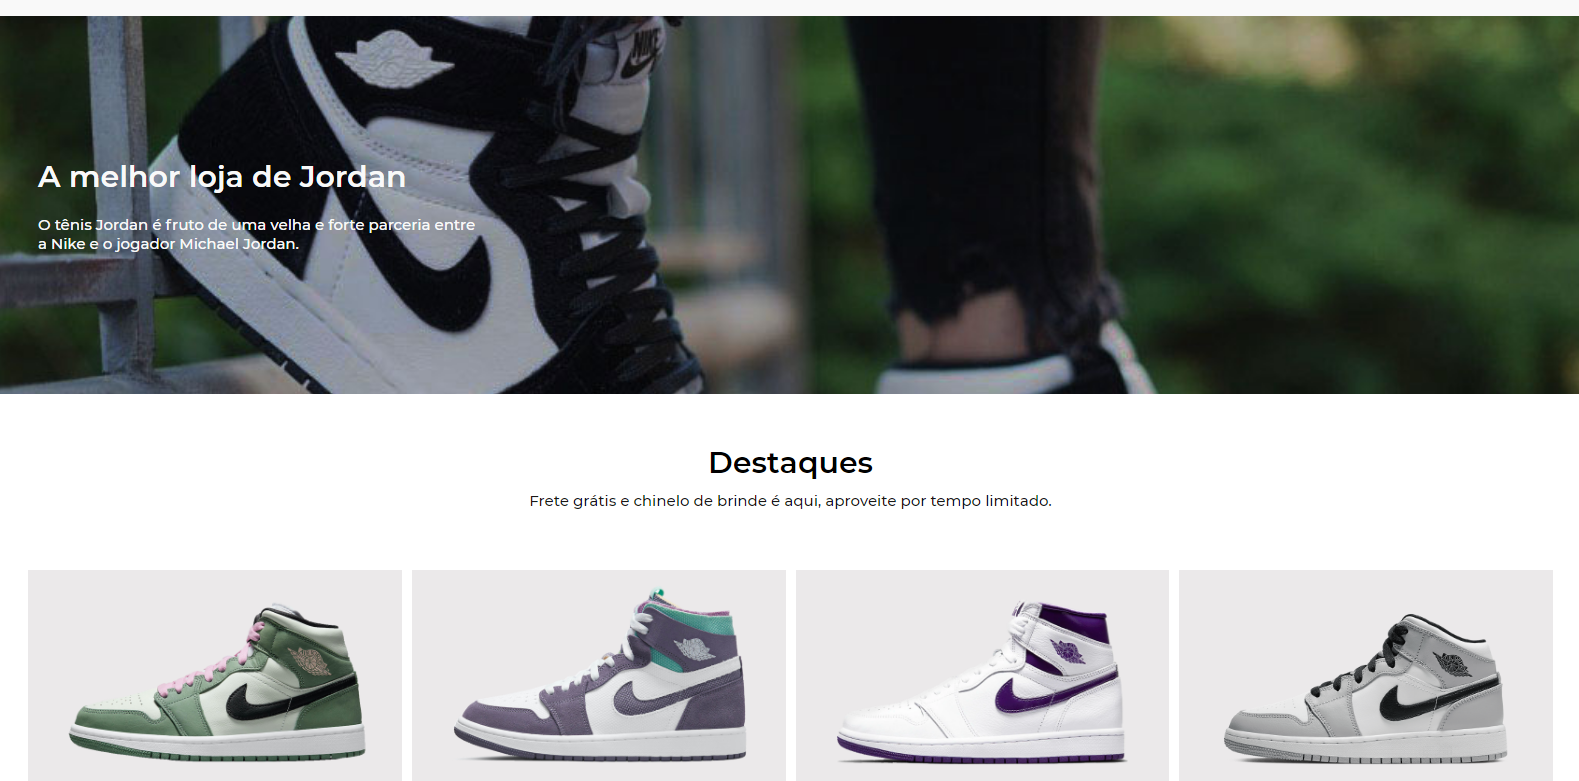 NIKE
A melhor loja de Jordan
O tênis Jordan é fruto de uma velha e forte parceria entre
a Nike e o jogador Michael Jordan.
Destaques
Frete grátis e chinelo de brinde é aqui, aproveite por tempo limitado.